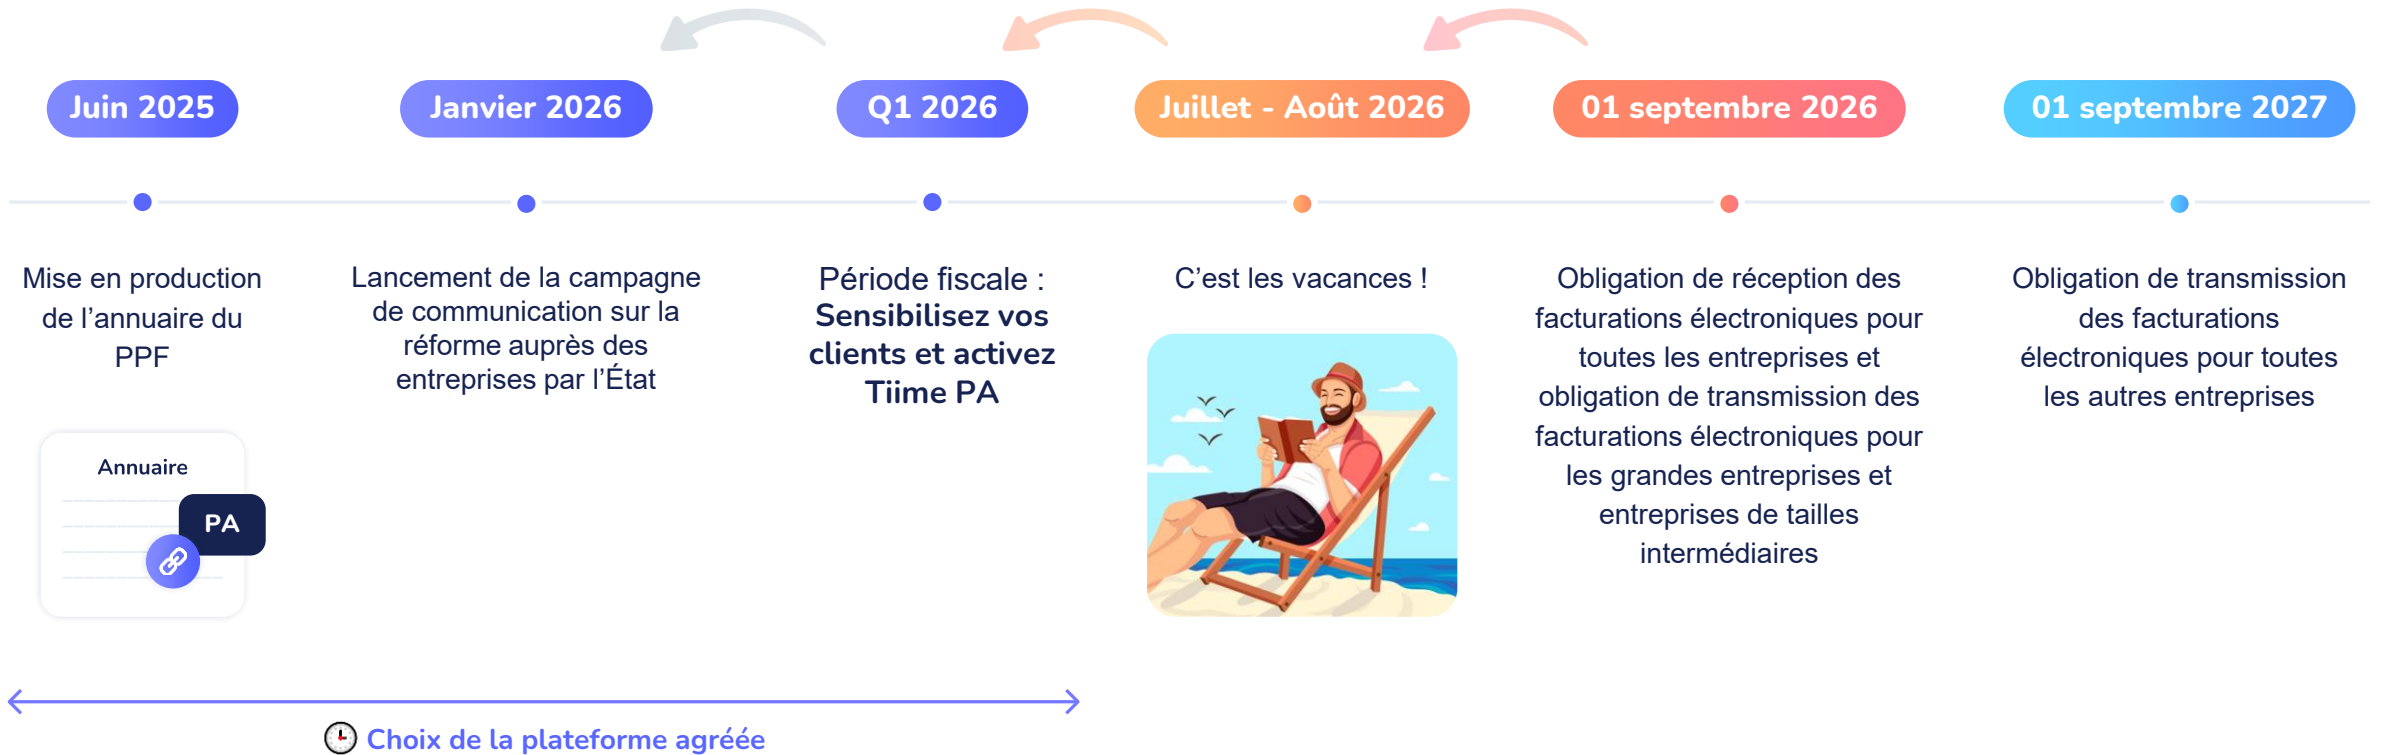 Juin 2025
Janvier 2026
Q1 2026
Juillet - Août 2026
01 septembre 2026
01 septembre 2027
Mise en production
de l’annuaire du
PPF
Annuaire
PA
Lancement de la campagne
de communication sur la
réforme auprès des
entreprises par l’État
Période fiscale :
Sensibilisez vos
clients et activez
Tiime PA
C’est les vacances !
Obligation de réception des
facturations électroniques pour
toutes les entreprises et
obligation de transmission des
facturations électroniques pour
les grandes entreprises et
entreprises de tailles
intermédiaires
Obligation de transmission
des facturations
électroniques pour toutes
les autres entreprises
Choix de la plateforme agréée